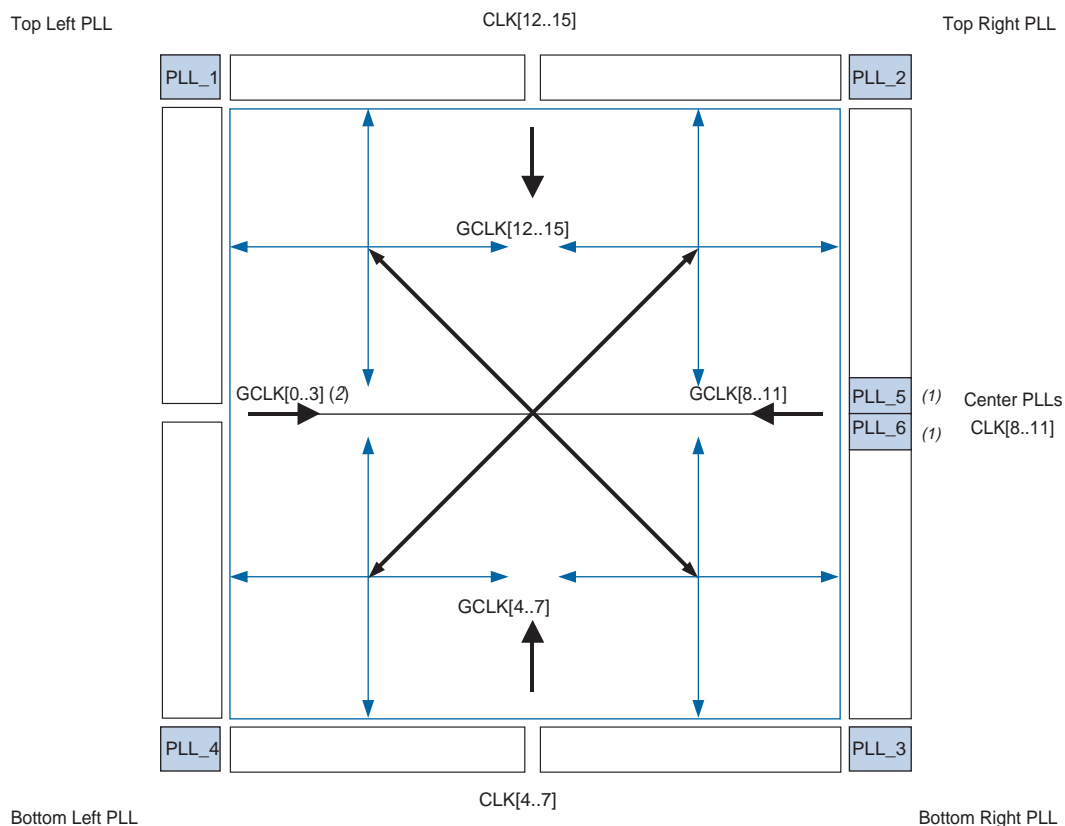 Top Left PLL
CLK[12..15]
Top Right PLL
PLL_1
PLL_2
GCLK[12..15]
GCLK[0..3] (2)
GCLK[8..11]
PLL_5
(1)
Center PLLs
PLL_6
(1)
CLK[8..11]
GCLK[4..7]
PLL_4
PLL_3
CLK[4..7]
Bottom Left PLL
Bottom Right PLL